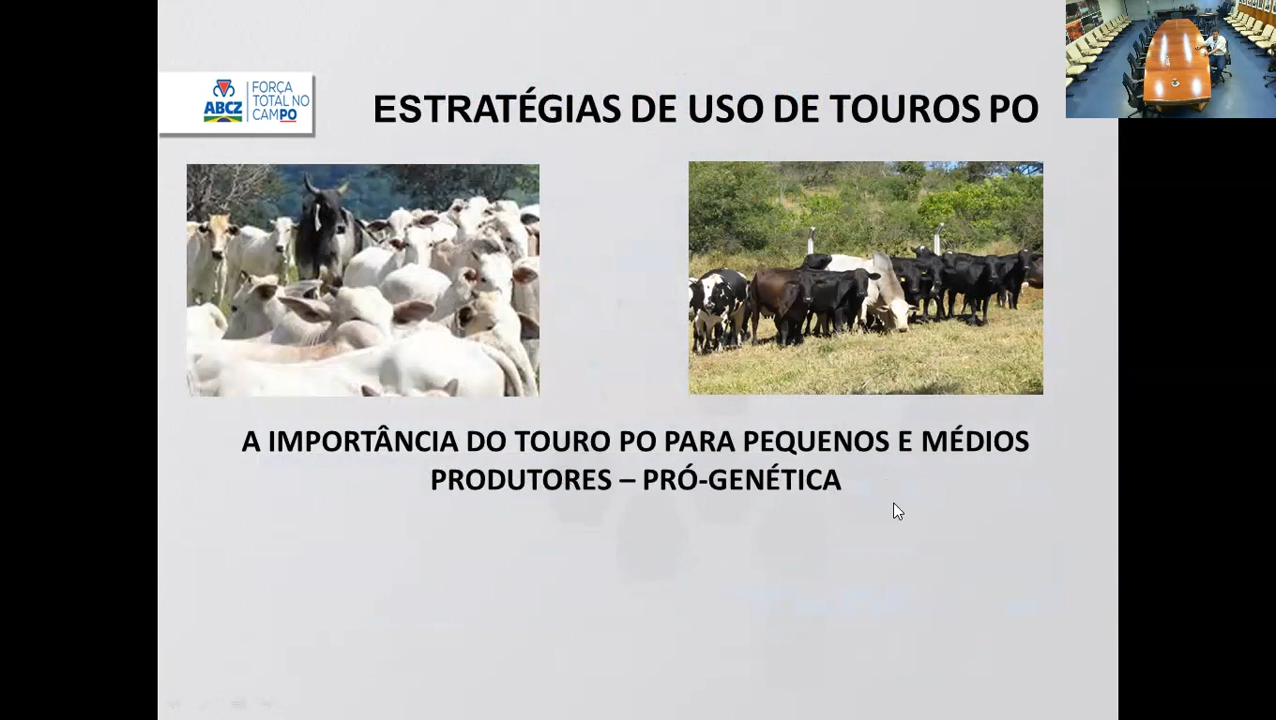 ABCZ
FORÇA
TOTAL NO
CAMPO
ESTRATÉGIAS DE USO DE TOUROS PO
A IMPORTÂNCIA DO TOURO PO PARA PEQUENOS E MÉDIOS
PRODUTORES – PRÓ-GENÉTICA